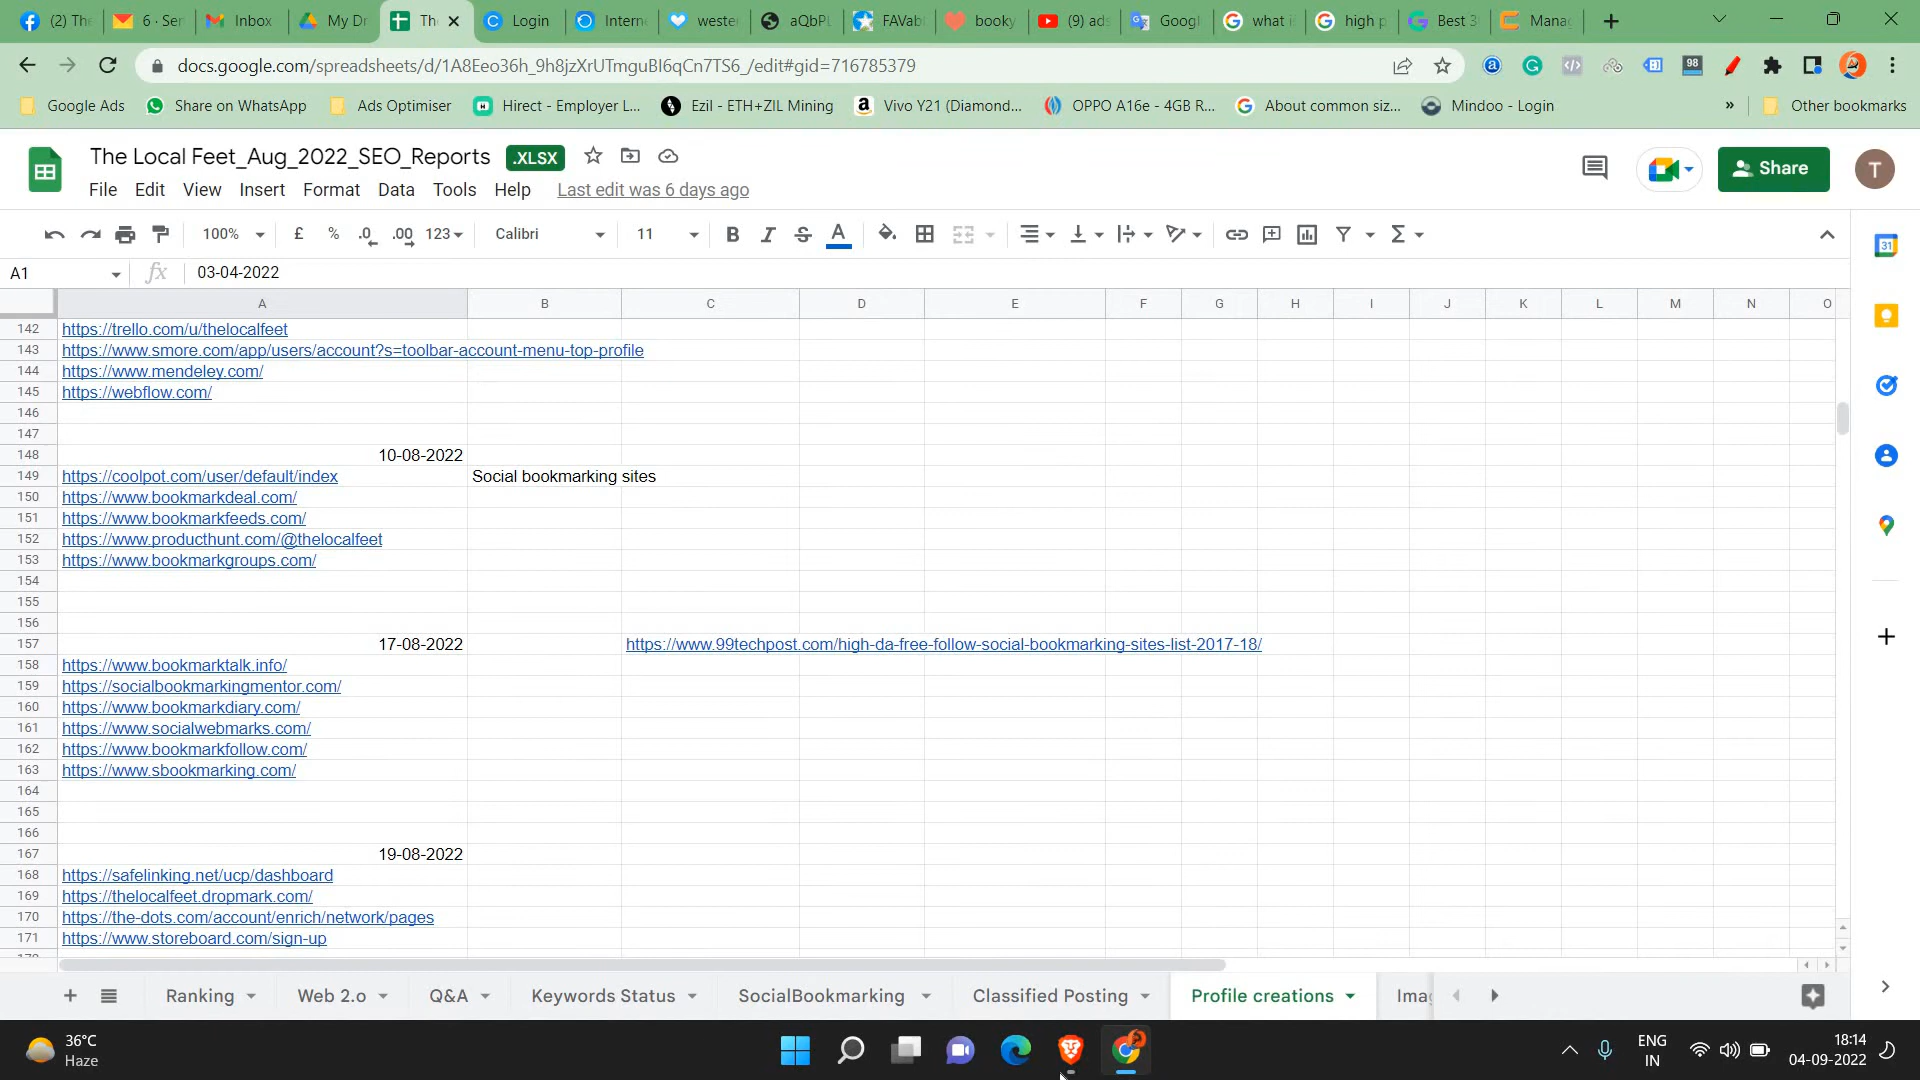 (2) The
6 · Ser
Inbox
My Dr
The
Login
Intern
wester
aQbPL
FAVab
booky
(9) ads
Googl
what i
high p
Best 3
Manag
docs.google.com/spreadsheets/d/1A8Eeo36h_9h8jzXrUTmguBI6qCn7TS6_/edit#gid=716785379
98
Google Ads
Share on WhatsApp
Ads Optimiser
Hirect - Employer L...
Ezil - ETH+ZIL Mining
Vivo Y21 (Diamond...
OPPO A16e - 4GB R...
About common siz...
Mindoo - Login
»
Other bookmarks
The Local Feet_Aug_2022_SEO_Reports
.XLSX
Share
T
File Edit View Insert Format Data Tools Help
Last edit was 6 days ago
100% £ % .0 .00 123 Calibri 11 B I S A
A1 fx 03-04-2022
A B C D E F G H I J K L M N O
142 https://trello.com/u/thelocalfeet
143 https://www.smore.com/app/users/account?s=toolbar-account-menu-top-profile
144 https://www.mendeley.com/
145 https://webflow.com/
146
147
148 10-08-2022
149 https://coolpot.com/user/default/index Social bookmarking sites
150 https://www.bookmarkdeal.com/
151 https://www.bookmarkfeeds.com/
152 https://www.producthunt.com/@thelocalfeet
153 https://www.bookmarkgroups.com/
154
155
156
157 17-08-2022 https://www.99techpost.com/high-da-free-follow-social-bookmarking-sites-list-2017-18/
158 https://www.bookmarktalk.info/
159 https://socialbookmarkingmentor.com/
160 https://www.bookmarkdiary.com/
161 https://www.socialwebmarks.com/
162 https://www.bookmarkfollow.com/
163 https://www.sbookmarking.com/
164
165
166
167 19-08-2022
168 https://safelinking.net/ucp/dashboard
169 https://thelocalfeet.dropmark.com/
170 https://the-dots.com/account/enrich/network/pages
171 https://www.storeboard.com/sign-up
Ranking Web 2.o Q&A Keywords Status SocialBookmarking Classified Posting Profile creations Ima
36°C
Haze
ENG
IN
18:14
04-09-2022